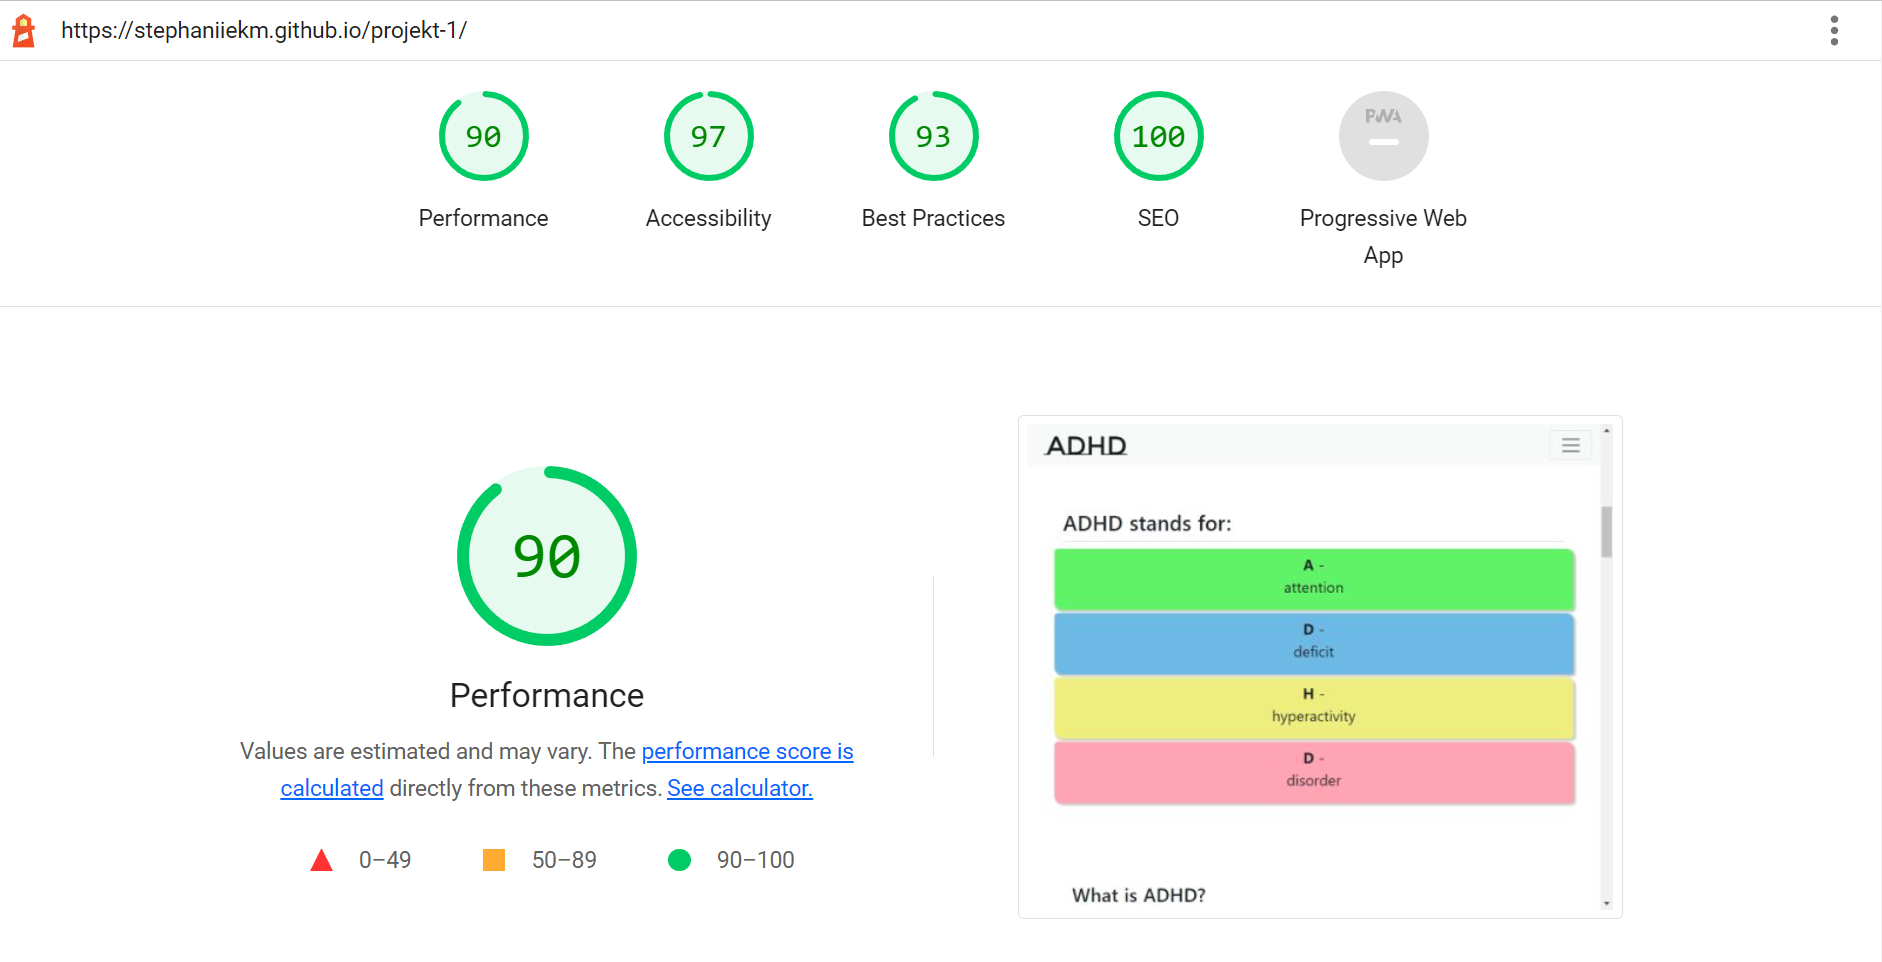 https://stephaniiekm.github.io/projekt-1/
90
97
93
100
PWA
Performance
Accessibility
Best Practices
SEO
Progressive Web
App
90
Performance
Values are estimated and may vary. The performance score is
calculated directly from these metrics. See calculator.
0–49
50–89
90–100
ADHD
ADHD stands for:
A -
attention
D -
deficit
H -
hyperactivity
D -
disorder
What is ADHD?